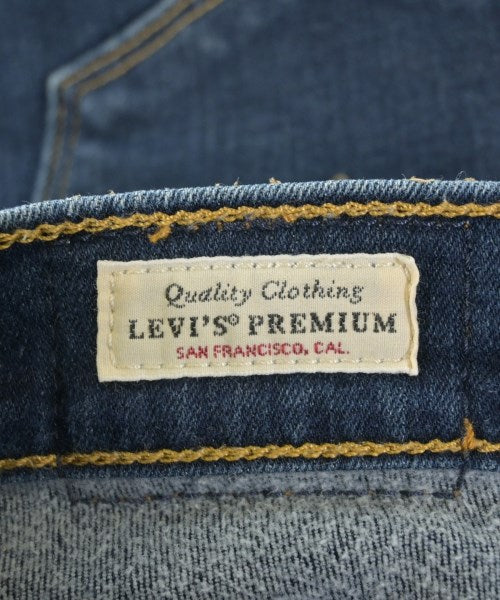 Quality Clothing
LEVI'S® PREMIUM
SAN FRANCISCO, CAL.